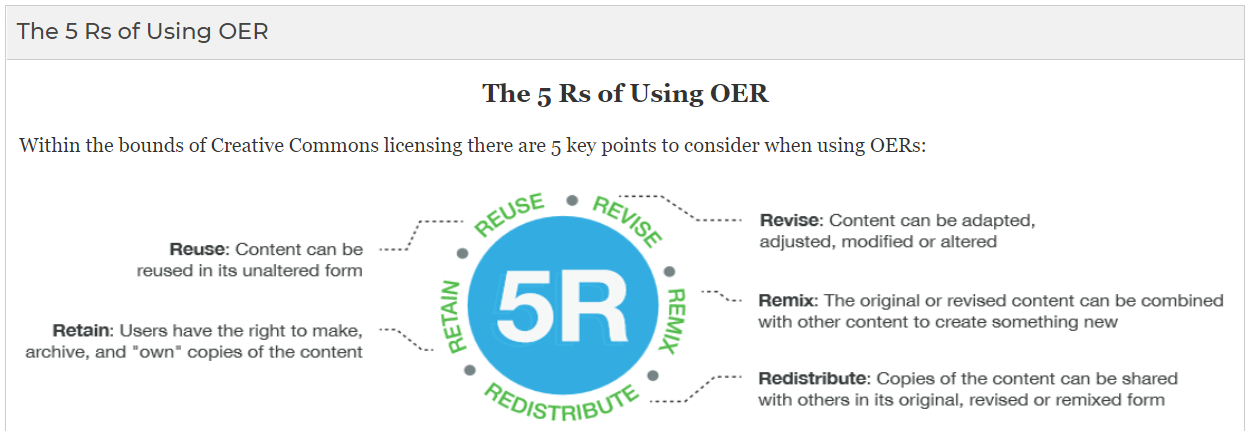 The 5 Rs of Using OER
The 5 Rs of Using OER
Within the bounds of Creative Commons licensing there are 5 key points to consider when using OERs:
Reuse: Content can be
reused in its unaltered form
Retain: Users have the right to make,
archive, and "own" copies of the content
REUSE
REVISE
REMIX
REDISTRIBUTE
RETAIN
5R
Revise: Content can be adapted,
adjusted, modified or altered
Remix: The original or revised content can be combined
with other content to create something new
Redistribute: Copies of the content can be shared
with others in its original, revised or remixed form